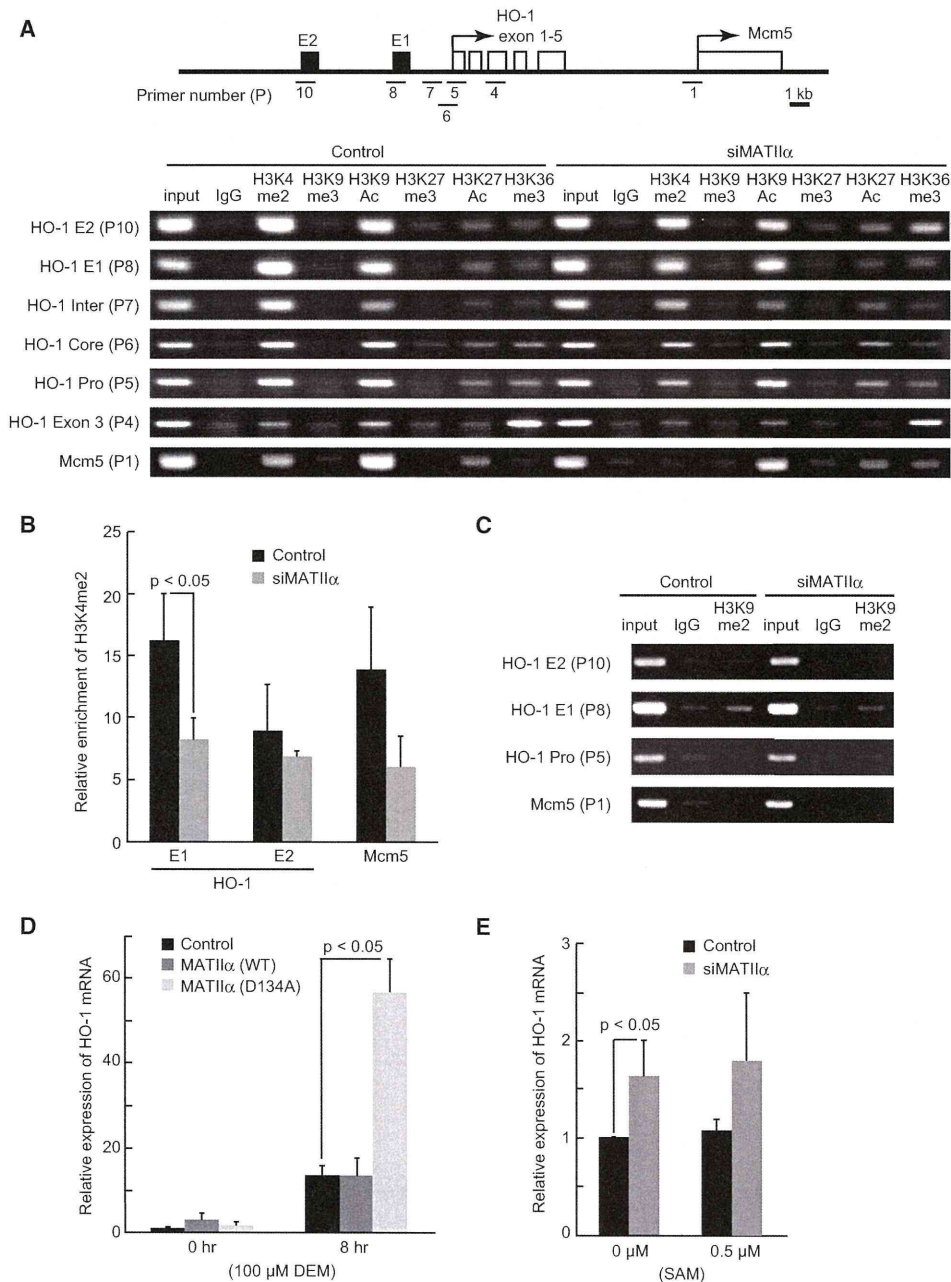 A
HO-1
exon 1-5
Mcm5
E2
E1
Primer number (P)
10
8
7
5
4
1
6
1 kb
Control
siMATIIα
input IgG H3K4 me2 H3K9 me3 H3K9 Ac H3K27 me3 H3K27 Ac H3K36 me3 input IgG H3K4 me2 H3K9 me3 H3K9 Ac H3K27 me3 H3K27 Ac H3K36 me3
HO-1 E2 (P10)
HO-1 E1 (P8)
HO-1 Inter (P7)
HO-1 Core (P6)
HO-1 Pro (P5)
HO-1 Exon 3 (P4)
Mcm5 (P1)
B
Relative enrichment of H3K4me2
25
20
15
10
5
0
Control
siMATIIα
p < 0.05
E1
E2
Mcm5
HO-1
C
Control
siMATIIα
input IgG H3K9 me2 input IgG H3K9 me2
HO-1 E2 (P10)
HO-1 E1 (P8)
HO-1 Pro (P5)
Mcm5 (P1)
D
Relative expression of HO-1 mRNA
60
40
20
0
Control
MATIIα (WT)
MATIIα (D134A)
p < 0.05
0 hr
8 hr
(100 µM DEM)
E
Relative expression of HO-1 mRNA
3
2
1
0
Control
siMATIIα
p < 0.05
0 µM
0.5 µM
(SAM)